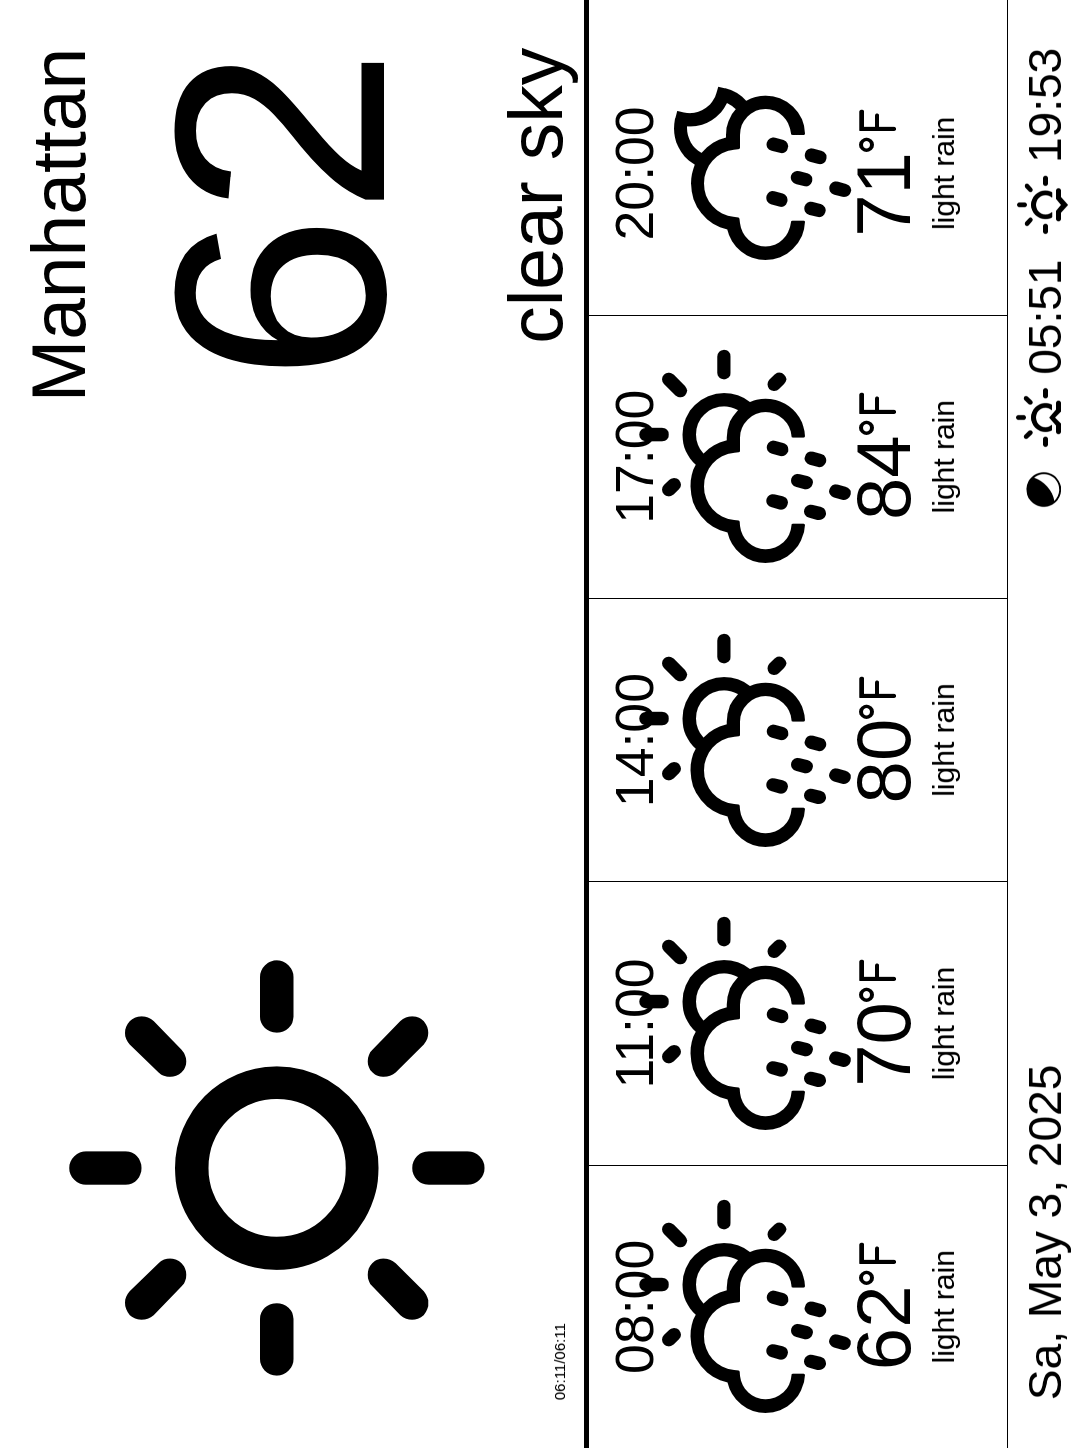 Manhattan
62
clear sky
06:11/06:11
08:00
62°F
light rain
11:00
70°F
light rain
14:00
80°F
light rain
17:00
84°F
light rain
20:00
71°F
light rain
Sa, May 3, 2025
05:51
19:53